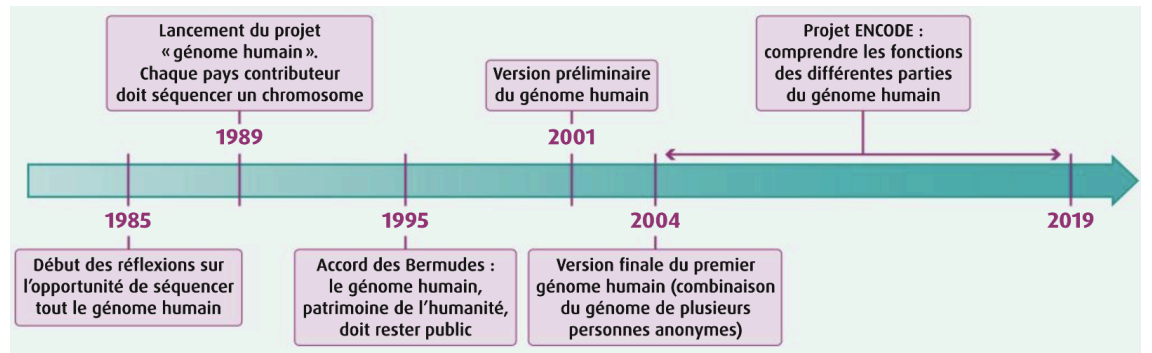 Lancement du projet
« génome humain ».
Chaque pays contributeur
doit séquencer un chromosome
1989
Version préliminaire
du génome humain
2001
Projet ENCODE :
comprendre les fonctions
des différentes parties
du génome humain
1985
Début des réflexions sur
l’opportunité de séquencer
tout le génome humain
1995
Accord des Bermudes :
le génome humain,
patrimoine de l’humanité,
doit rester public
2004
Version finale du premier
génome humain (combinaison
du génome de plusieurs
personnes anonymes)
2019